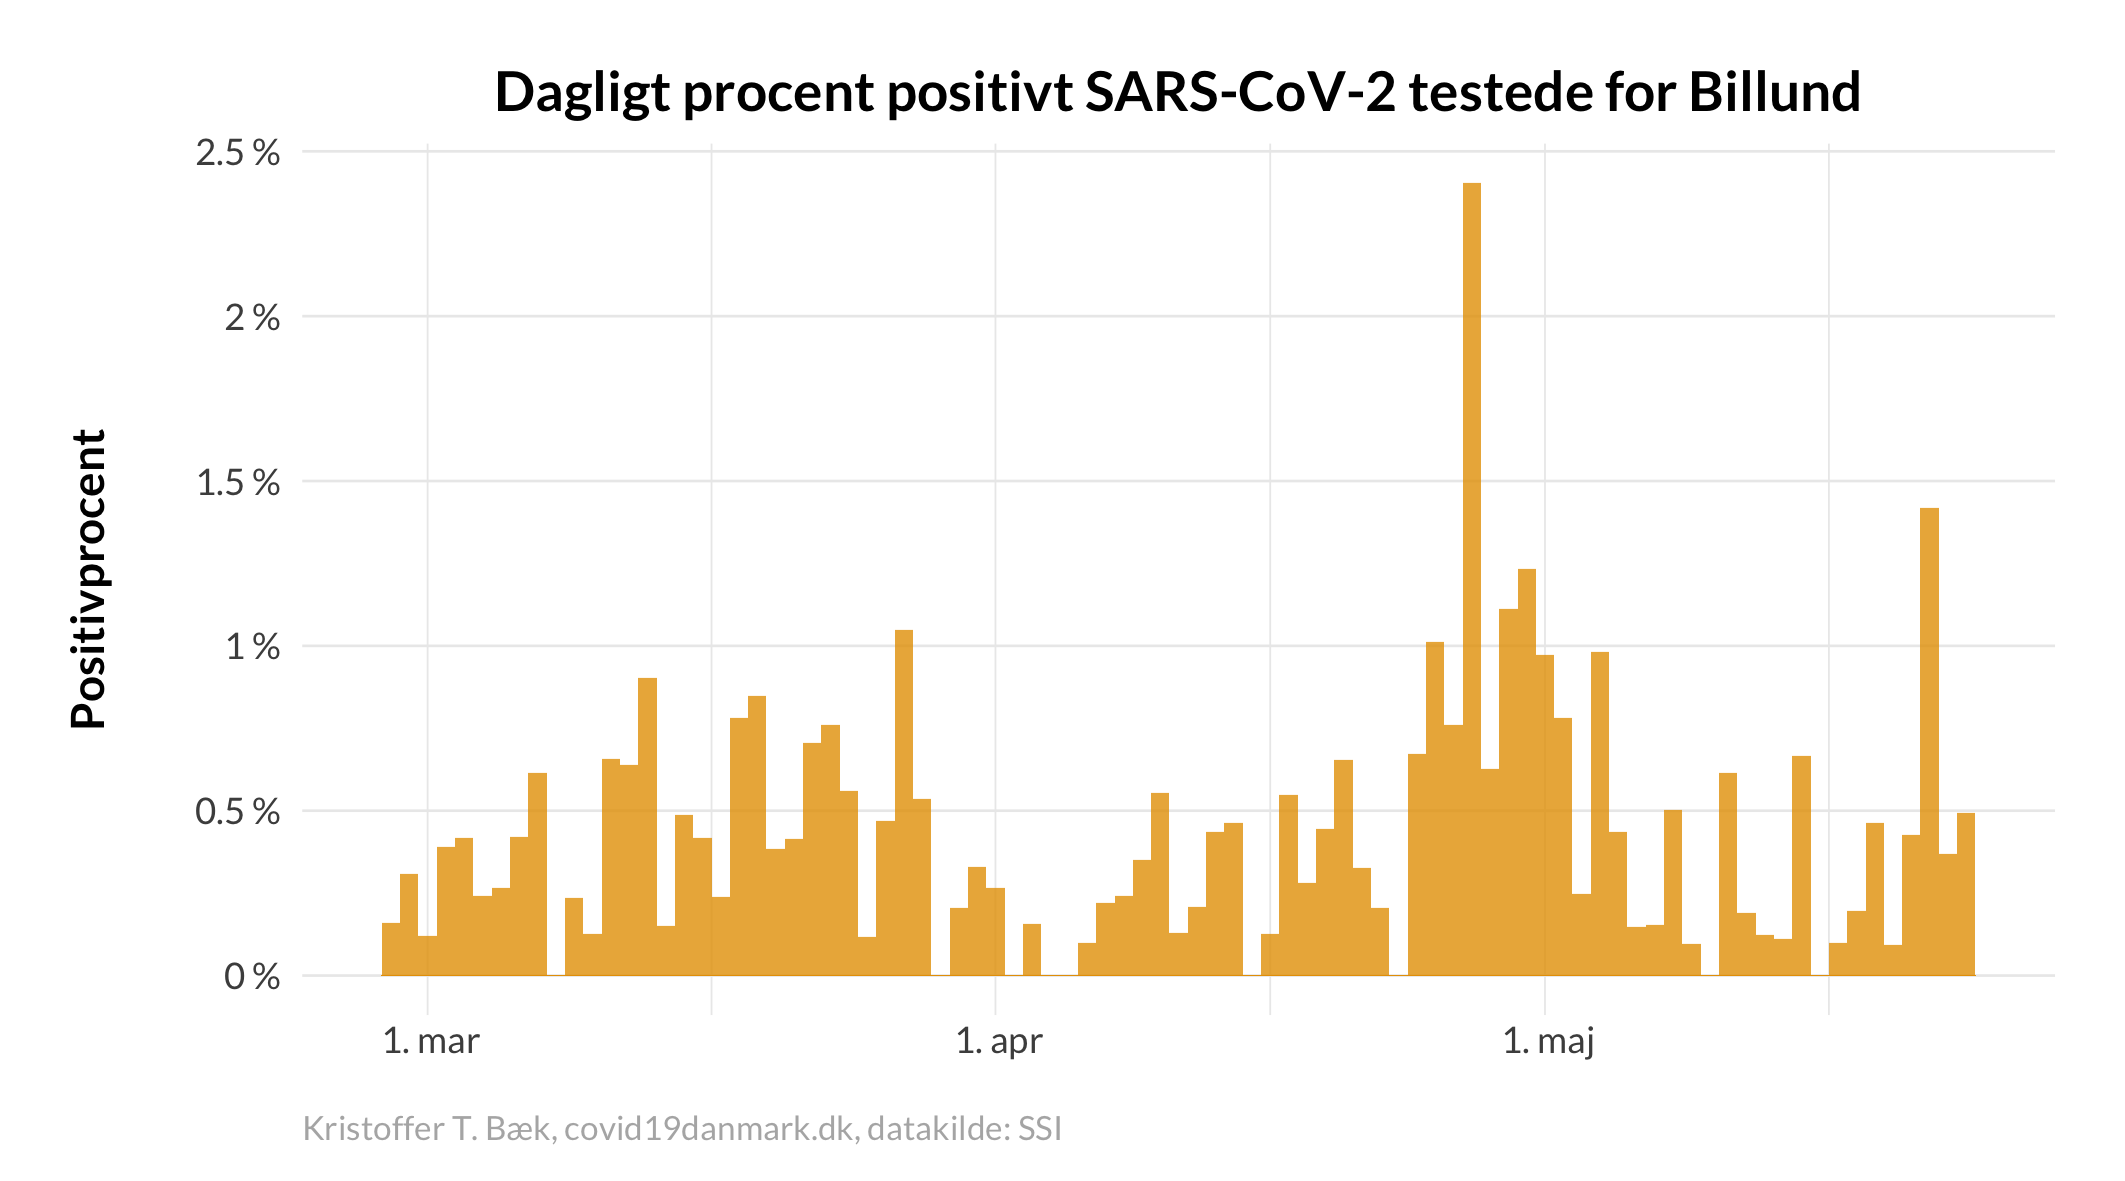 Dagligt procent positivt SARS-CoV-2 testede for Billund
Positivprocent
2.5 %
2 %
1.5 %
1 %
0.5 %
0 %
1. mar
1. apr
1. maj
Kristoffer T. Bæk, covid19danmark.dk, datakilde: SSI